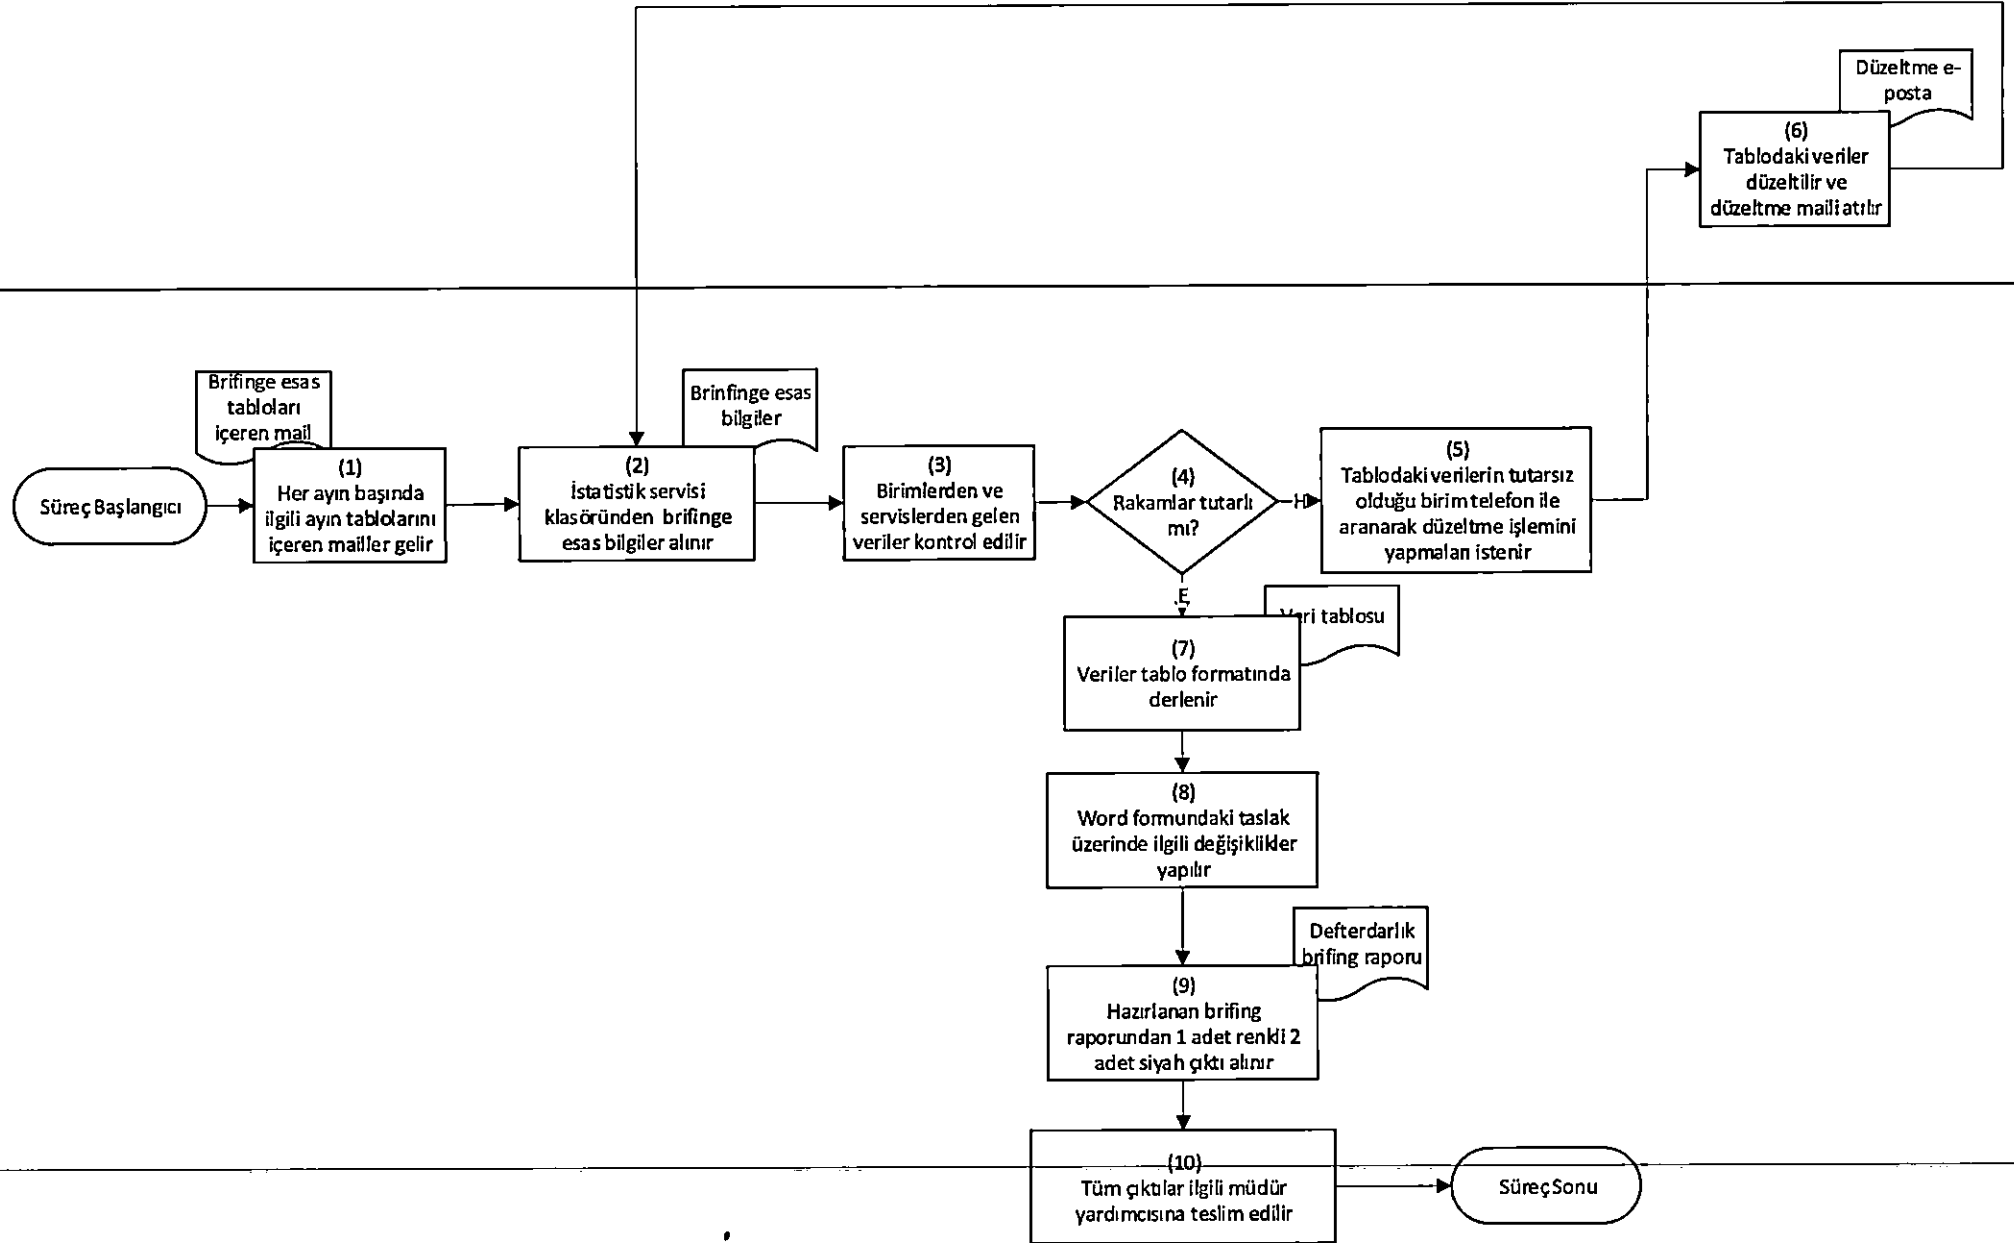 Düzeltme e-
posta
(6)
Tablodaki veriler
düzeltilir ve
düzeltme maili atılır
Brifinge esas
tabloları
içeren mail
Brinfinge esas
bilgiler
Süreç Başlangıcı
(1)
Her ayın başında
ilgili ayın tablolarını
içeren mailler gelir
(2)
İstatistik servisi
klasöründen brifinge
esas bilgiler alınır
(3)
Birimlerden ve
servislerden gelen
veriler kontrol edilir
(4)
Rakamlar tutarlı
mı?
H
(5)
Tablodaki verilerin tutarsız
olduğu birim telefon ile
aranarak düzeltme işlemini
yapmaları istenir
E
Veri tablosu
(7)
Veriler tablo formatında
derlenir
(8)
Word formundaki taslak
üzerinde ilgili değişiklikler
yapılır
Defterdarlık
brifing raporu
(9)
Hazırlanan brifing
raporundan 1 adet renkli 2
adet siyah çıktı alınır
(10)
Tüm çıktılar ilgili müdür
yardımcısına teslim edilir
Süreç Sonu